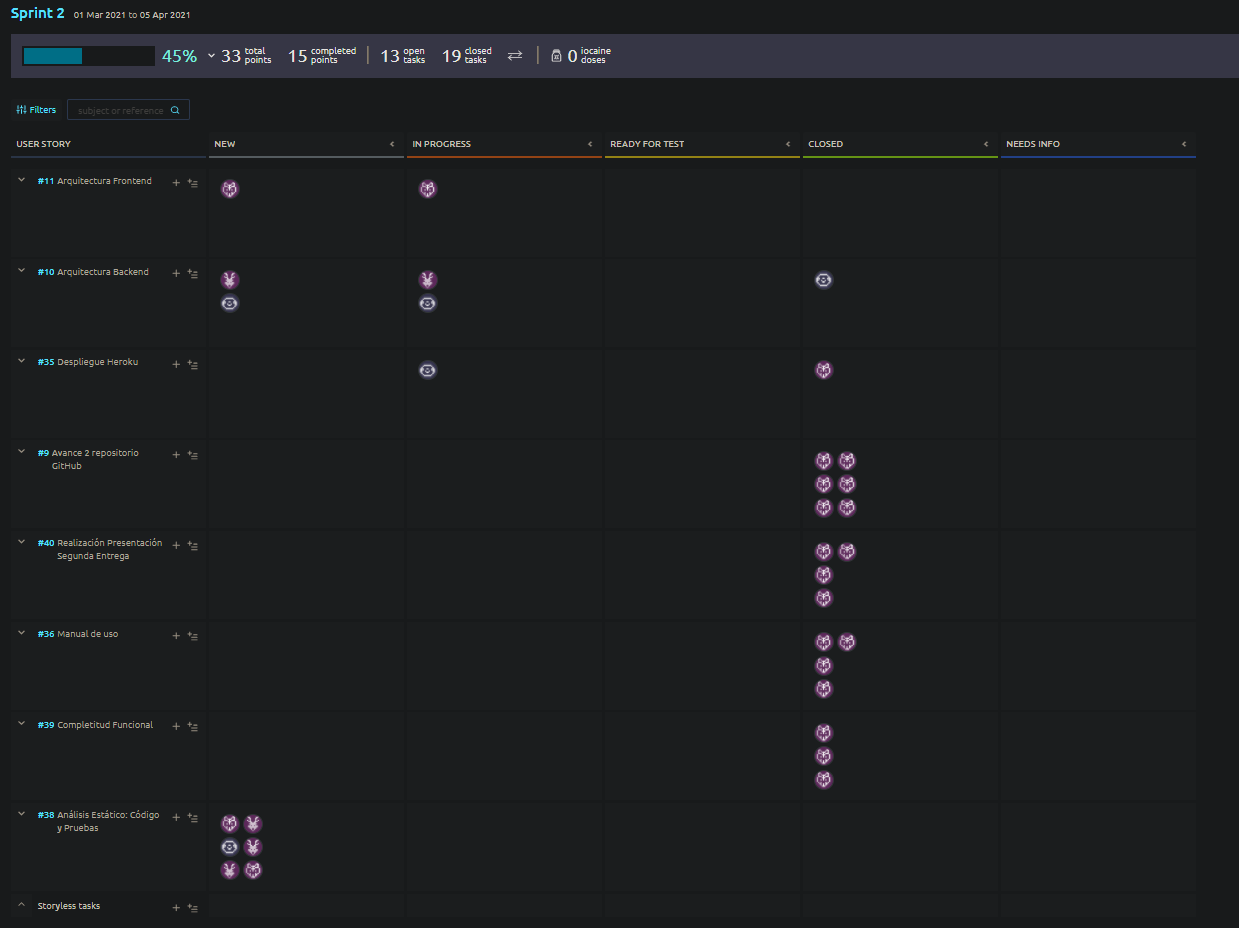 Sprint 2 01 Mar 2021 to 05 Apr 2021
45% 33 total points 15 completed points 13 open tasks 19 closed tasks 0 iocaine doses
Filters subject or reference
USER STORY NEW IN PROGRESS READY FOR TEST CLOSED NEEDS INFO
#11 Arquitectura Frontend
#10 Arquitectura Backend
#35 Despliegue Heroku
#9 Avance 2 repositorio
GitHub
#40 Realización Presentación
Segunda Entrega
#36 Manual de uso
#39 Completitud Funcional
#38 Análisis Estático: Código
y Pruebas
Storyless tasks